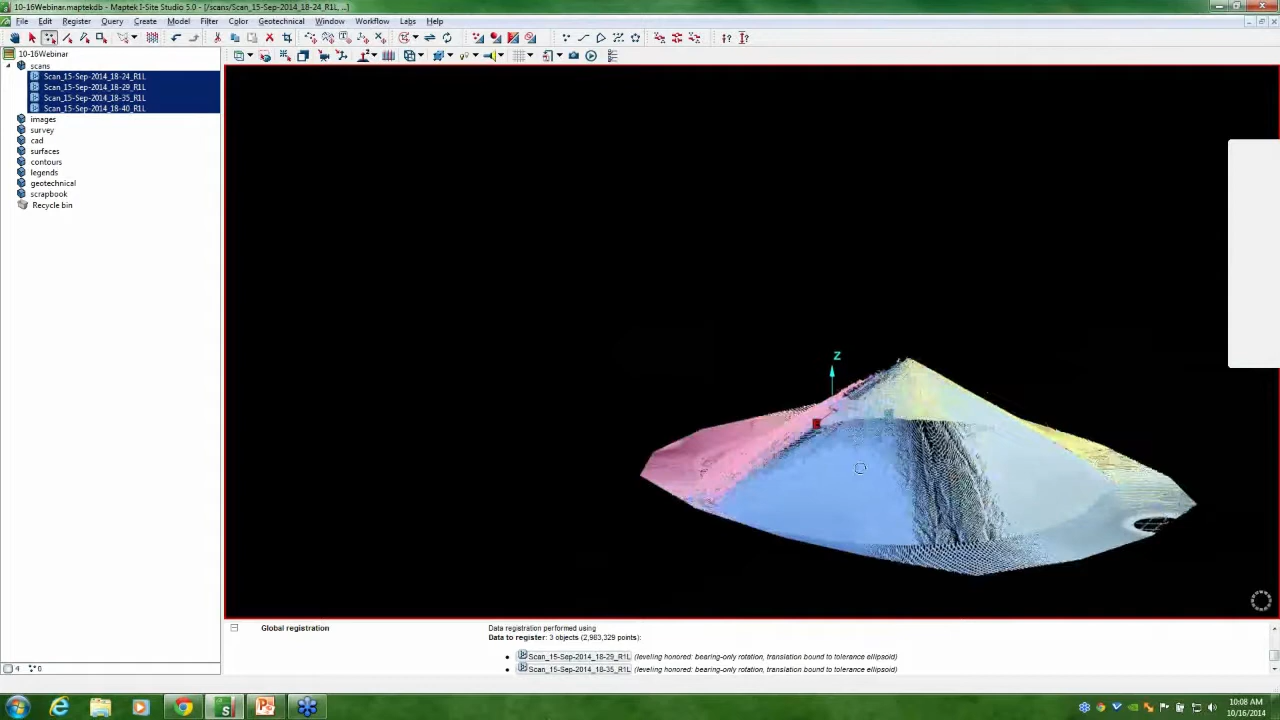 10-16Webinar.maptekdb - Maptek I-Site Studio 5.0 - [/scans/Scan_15-Sep-2014_18-24_R1L, ...]
File Edit Register Query Create Model Filter Color Geotechnical Window Workflow Labs Help
10-16Webinar
scans
Scan_15-Sep-2014_18-24_R1L
Scan_15-Sep-2014_18-29_R1L
Scan_15-Sep-2014_18-35_R1L
Scan_15-Sep-2014_18-40_R1L
images
survey
cad
surfaces
contours
legends
geotechnical
scrapbook
Recycle bin
Z
Global registration Data registration performed using
Data to register: 3 objects (2,983,329 points):
Scan_15-Sep-2014_18-29_R1L (leveling honored: bearing-only rotation, translation bound to tolerance ellipsoid)
Scan_15-Sep-2014_18-35_R1L (leveling honored: bearing-only rotation, translation bound to tolerance ellipsoid)
4 0
10:08 AM
10/16/2014